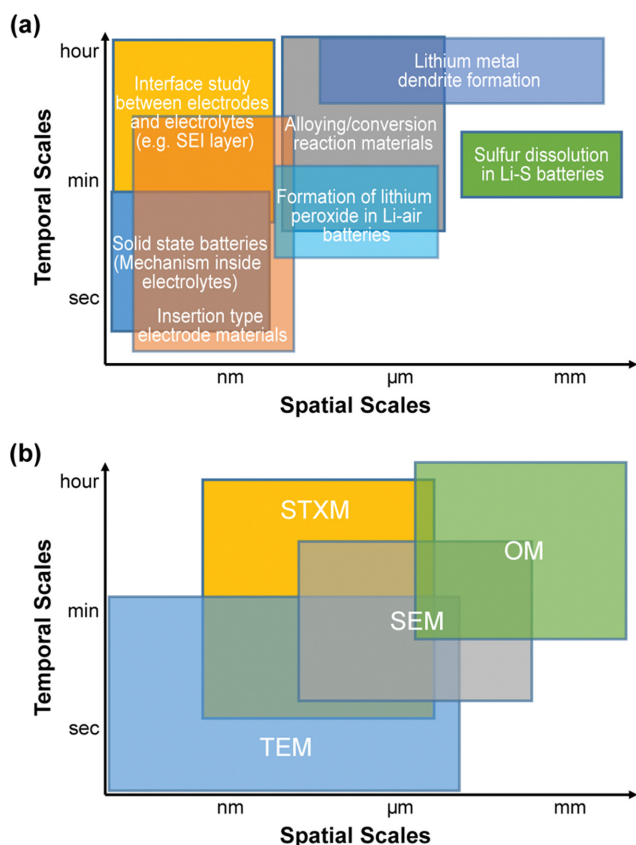 (a)
Temporal Scales
hour
min
sec
Interface study
between electrodes
and electrolytes
(e.g. SEI layer)
Alloying/conversion
reaction materials
Lithium metal
dendrite formation
Sulfur dissolution
in Li-S batteries
Formation of lithium
peroxide in Li-air
batteries
Solid state batteries
(Mechanism inside
electrolytes)
Insertion type
electrode materials
nm
µm
mm
Spatial Scales
(b)
Temporal Scales
hour
min
sec
STXM
OM
SEM
TEM
nm
µm
mm
Spatial Scales